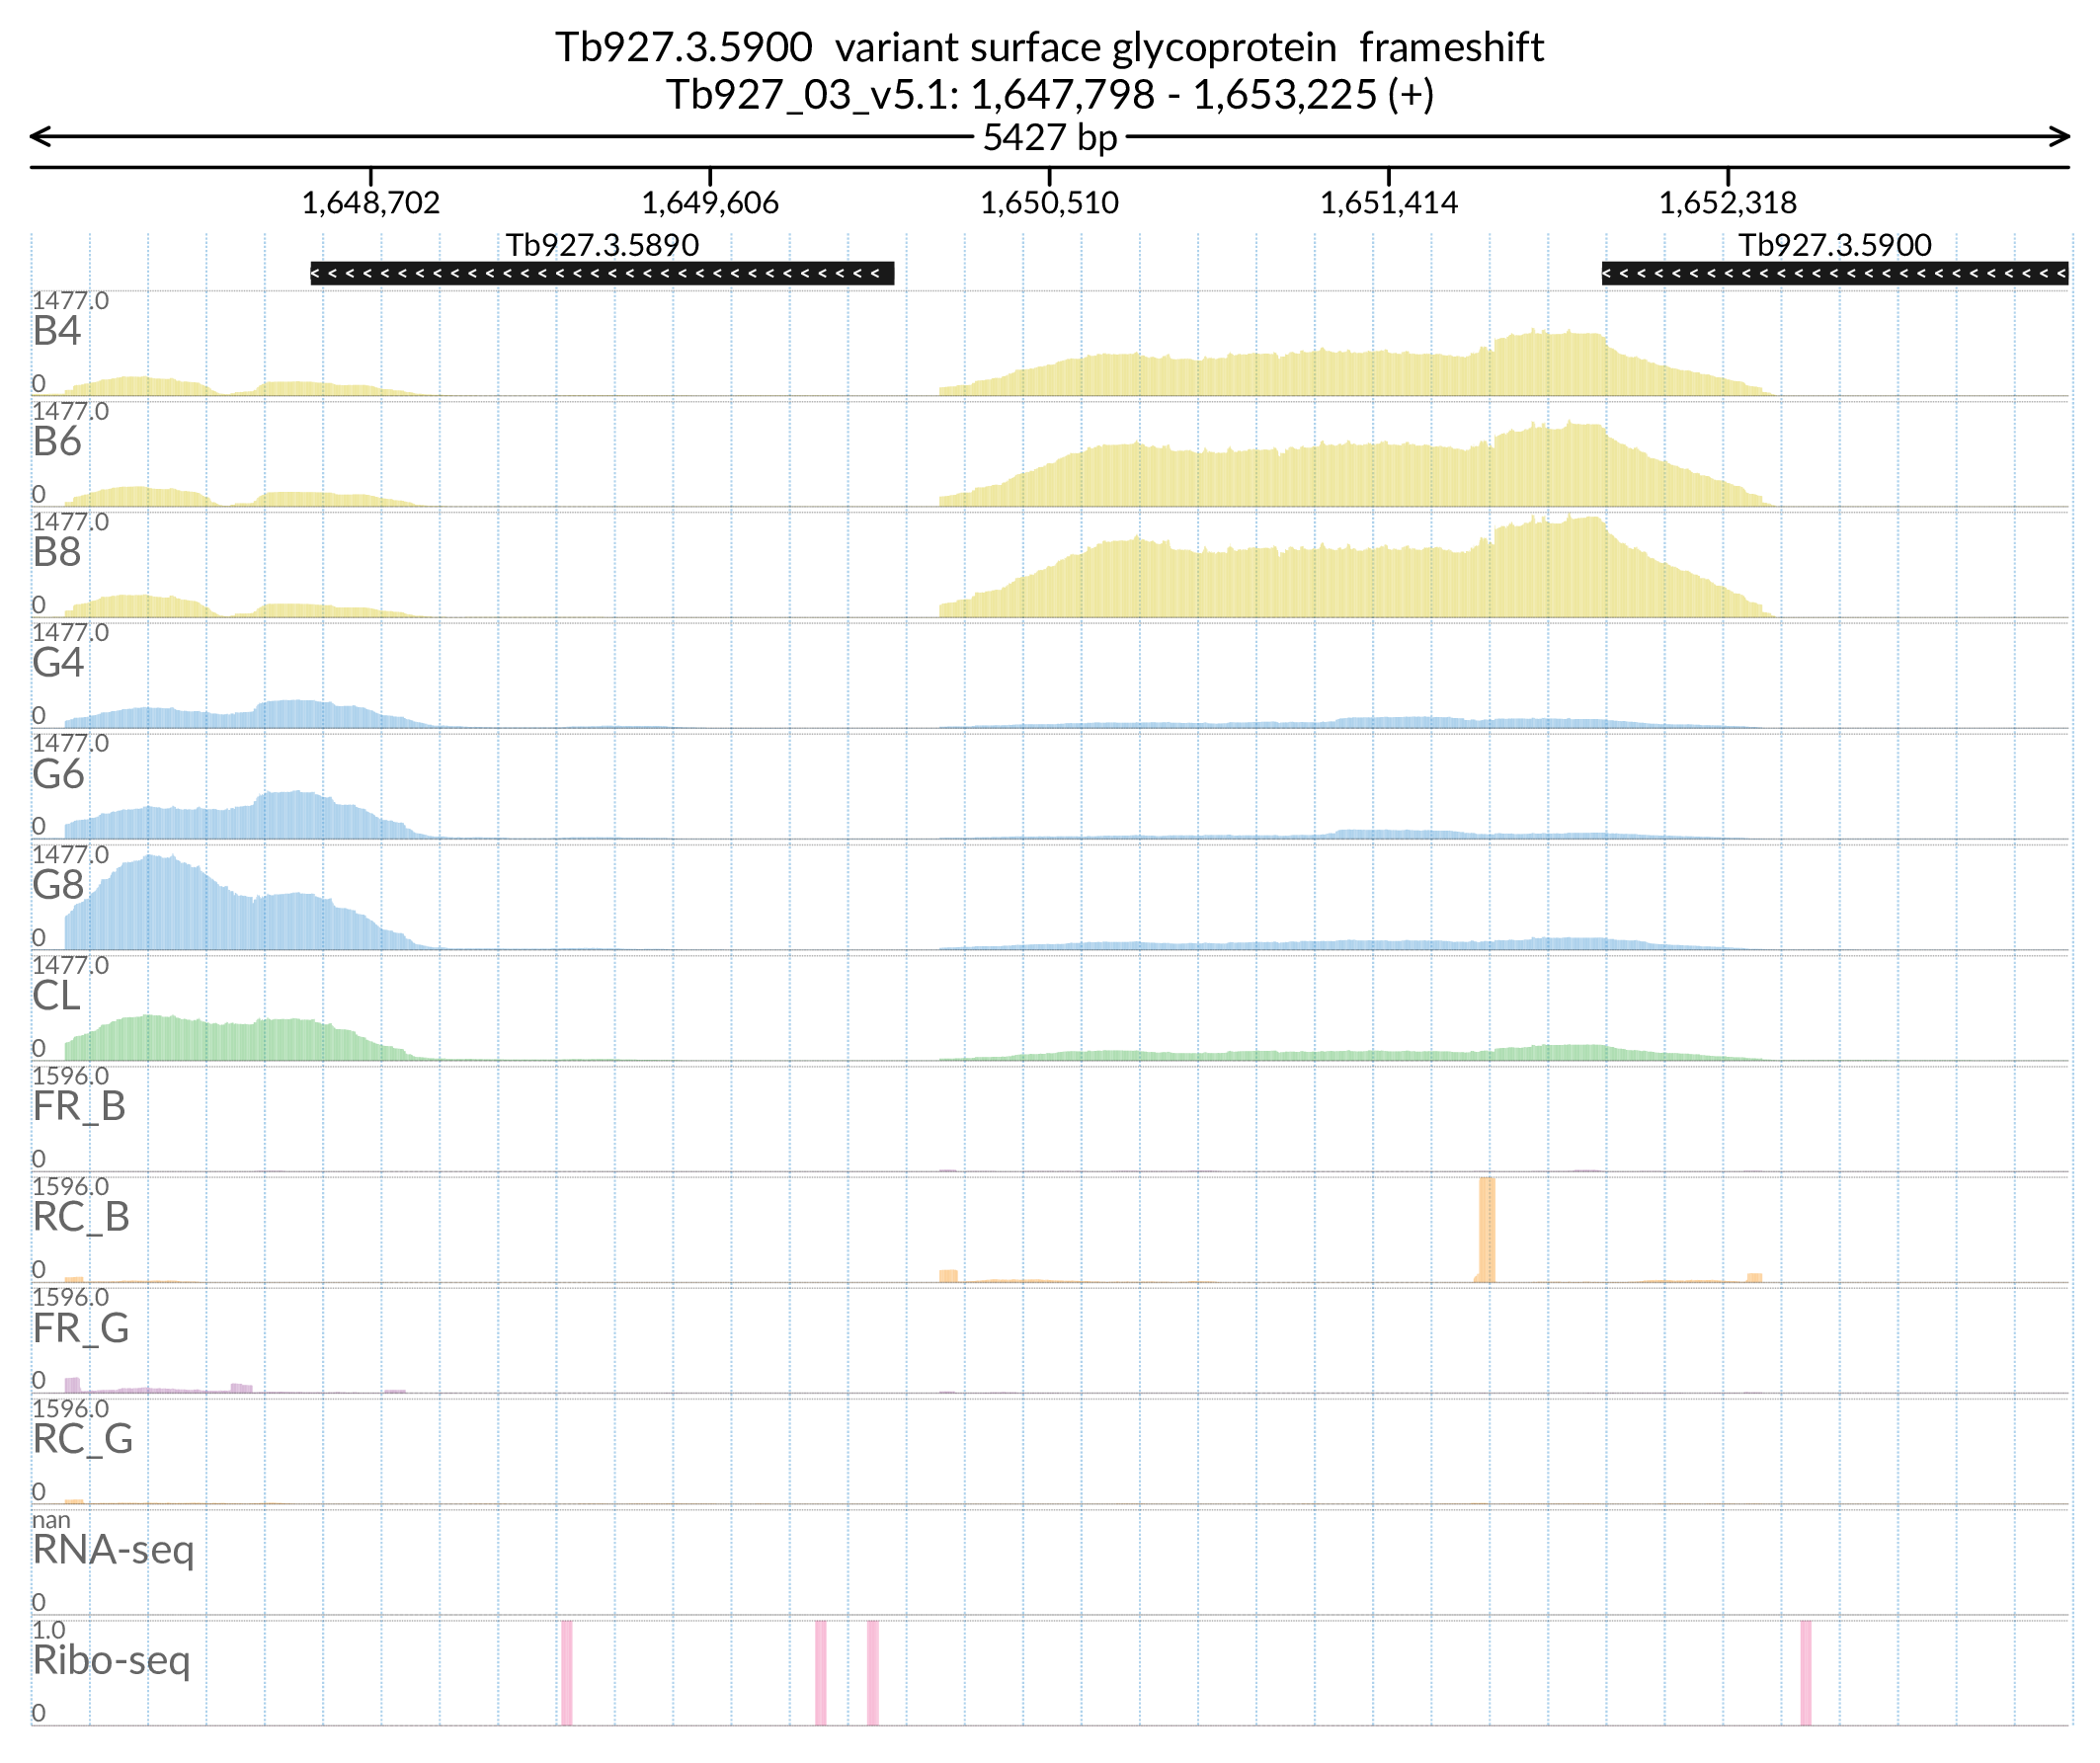 Tb927.3.5900 variant surface glycoprotein frameshift
Tb927_03_v5.1: 1,647,798 - 1,653,225 (+)
5427 bp
1,648,702 1,649,606 1,650,510 1,651,414 1,652,318
Tb927.3.5890 Tb927.3.5900
1477.0
B4
0
1477.0
B6
0
1477.0
B8
0
1477.0
G4
0
1477.0
G6
0
1477.0
G8
0
1477.0
CL
0
1596.0
FR_B
0
1596.0
RC_B
0
1596.0
FR_G
0
1596.0
RC_G
0
nan
RNA-seq
0
1.0
Ribo-seq
0